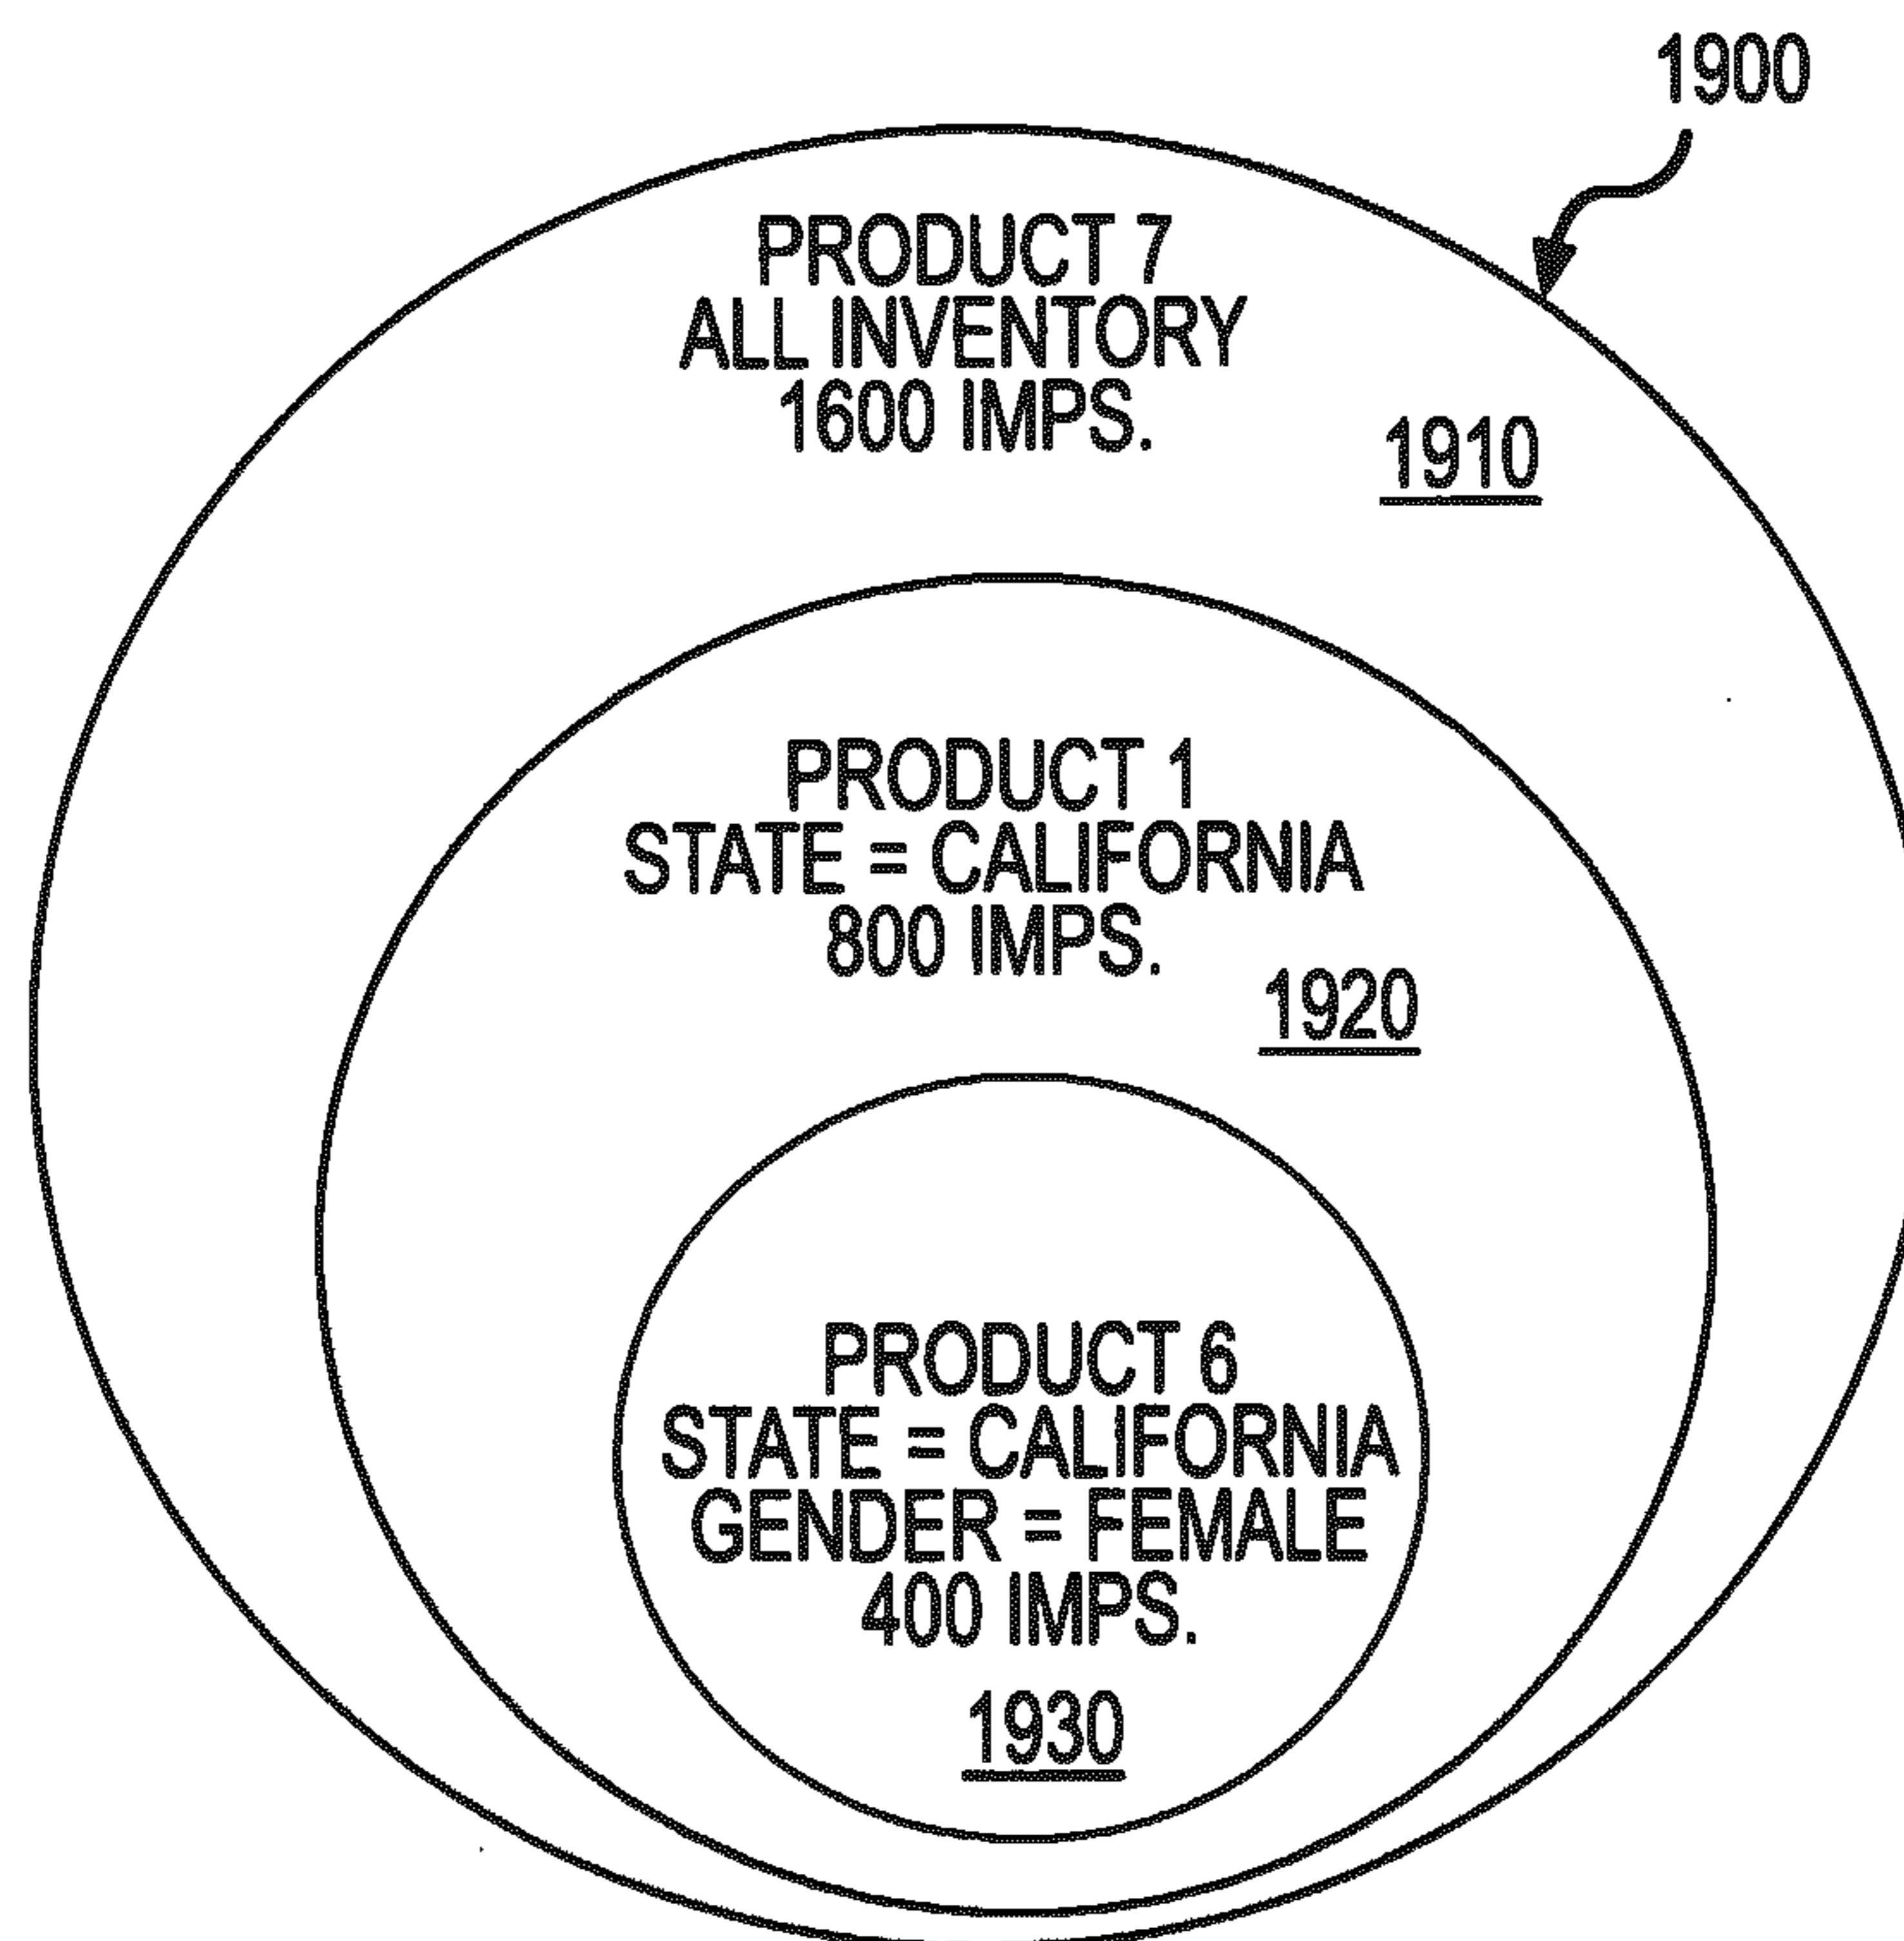 1900
PRODUCT 7
ALL INVENTORY
1600 IMPS.
1910
PRODUCT 1
STATE = CALIFORNIA
800 IMPS.
1920
PRODUCT 6
STATE = CALIFORNIA
GENDER = FEMALE
400 IMPS.
1930